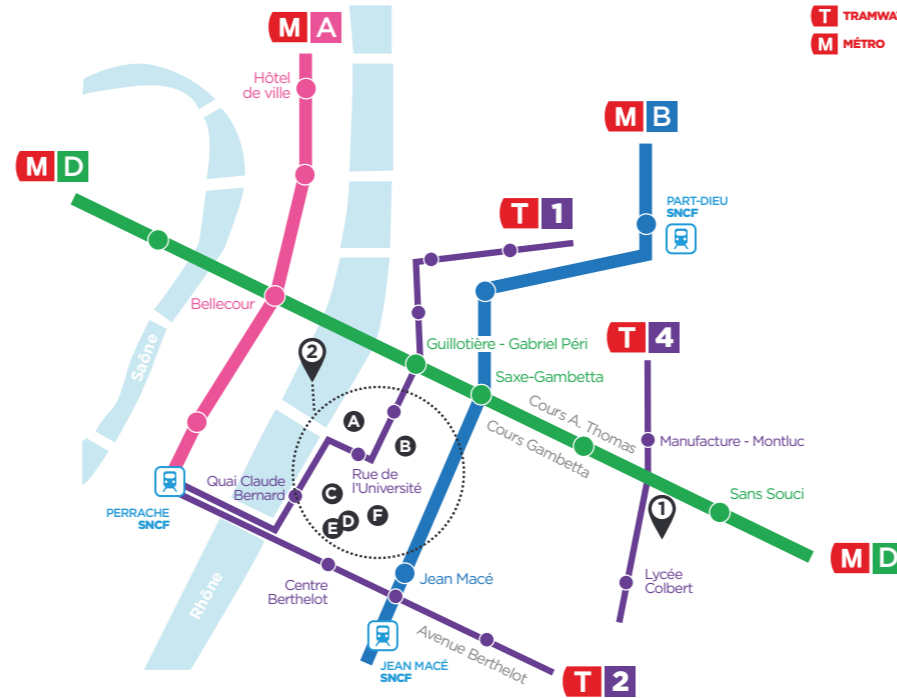 M A
T TRAMWA
M MÉTRO
Hôtel
de ville
M B
M D
PART-DIEU
SNCF
T 1
Bellecour
Saône
Guillotière - Gabriel Péri
T 4
2
Saxe-Gambetta
Cours A. Thomas
Cours Gambetta
A
B
Manufacture - Montluc
Rue de
l'Université
Quai Claude
Bernard
Sans Souci
C
D
E
F
1
PERRACHE
SNCF
Rhône
M D
Centre
Berthelot
Jean Macé
Lycée
Colbert
Avenue Berthelot
JEAN MACÉ
SNCF
T 2